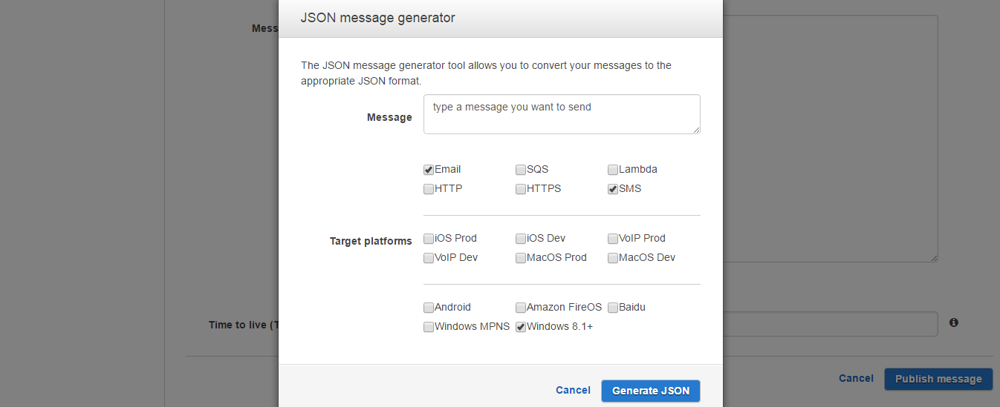 JSON message generator
Mess
The JSON message generator tool allows you to convert your messages to the
appropriate JSON format.
Message
type a message you want to send
Email SQS Lambda
HTTP HTTPS SMS
Target platforms
iOS Prod iOS Dev VoIP Prod
VoIP Dev MacOS Prod MacOS Dev
Android Amazon FireOS Baidu
Time to live (T
Windows MPNS Windows 8.1+
Cancel Publish message
Cancel Generate JSON